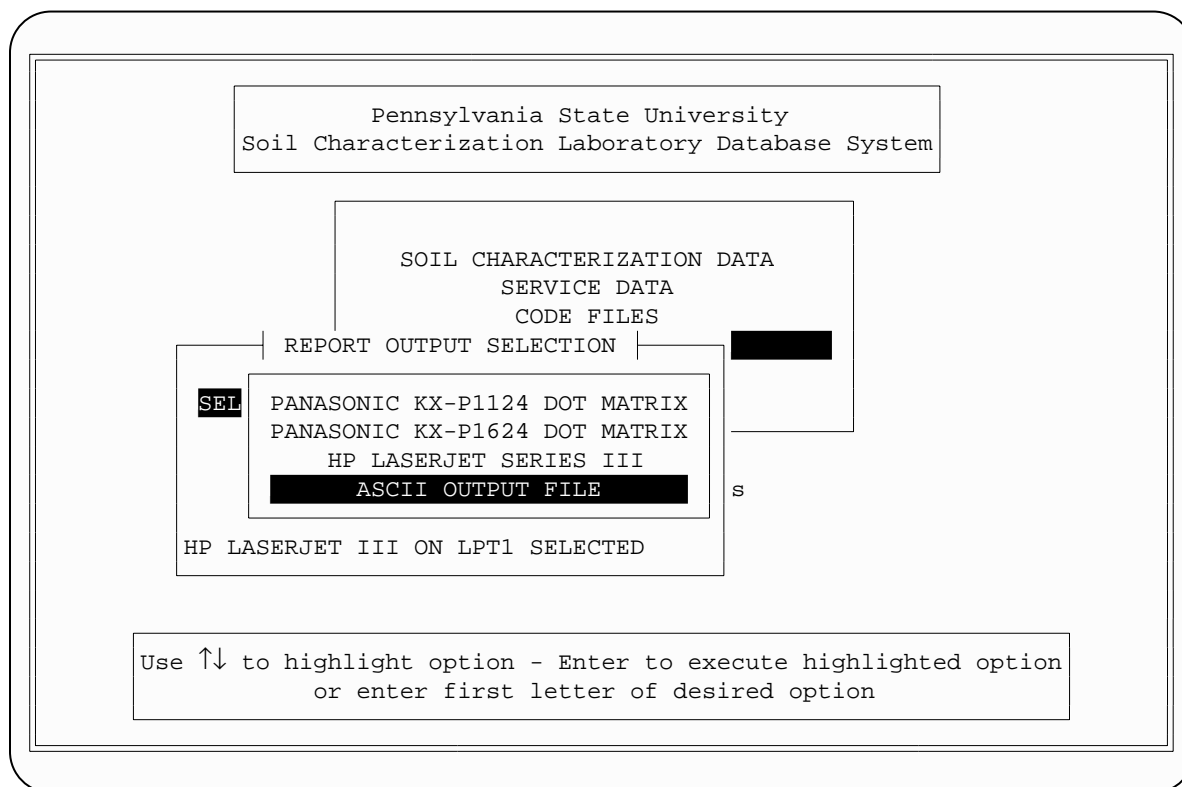 Pennsylvania State University
Soil Characterization Laboratory Database System
SOIL CHARACTERIZATION DATA
SERVICE DATA
CODE FILES
REPORT OUTPUT SELECTION
SEL
PANASONIC KX-P1124 DOT MATRIX
PANASONIC KX-P1624 DOT MATRIX
HP LASERJET SERIES III
ASCII OUTPUT FILE
s
HP LASERJET III ON LPT1 SELECTED
Use ↑↓ to highlight option - Enter to execute highlighted option
or enter first letter of desired option